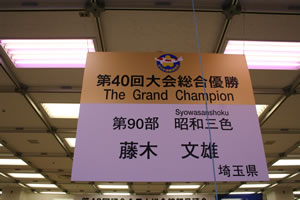 第40回大会総合優勝
The Grand Champion
Syowasanshoku
第90部 昭和三色
藤木 文雄
埼玉県